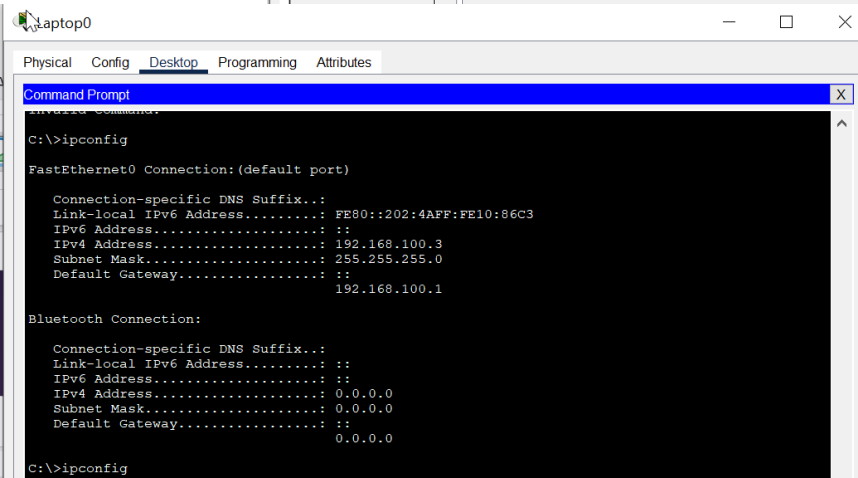 Laptop0
Physical Config Desktop Programming Attributes
Command Prompt X
Invalid Command.
C:\>ipconfig
FastEthernet0 Connection:(default port)
Connection-specific DNS Suffix..:
Link-local IPv6 Address.........: FE80::202:4AFF:FE10:86C3
IPv6 Address....................: ::
IPv4 Address....................: 192.168.100.3
Subnet Mask.....................: 255.255.255.0
Default Gateway.................: ::
192.168.100.1
Bluetooth Connection:
Connection-specific DNS Suffix..:
Link-local IPv6 Address.........: ::
IPv6 Address....................: ::
IPv4 Address....................: 0.0.0.0
Subnet Mask.....................: 0.0.0.0
Default Gateway.................: ::
0.0.0.0
C:\>ipconfig